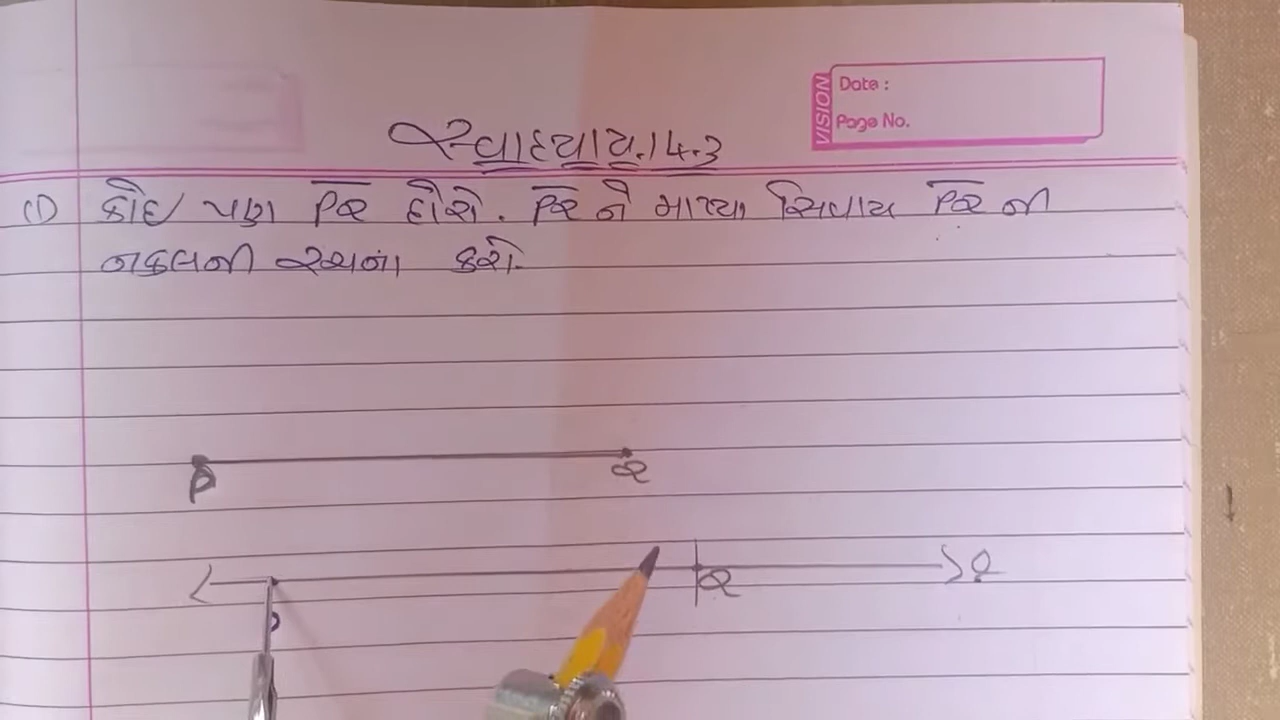 સ્વાધ્યાય.14.3
VISION
Date :
Page No.
(1) કોઈ પણ PQ દોરો. PQ ને માપ્યા સિવાય PQ ની
નકલની રચના કરો.
P
Q
P
Q
l